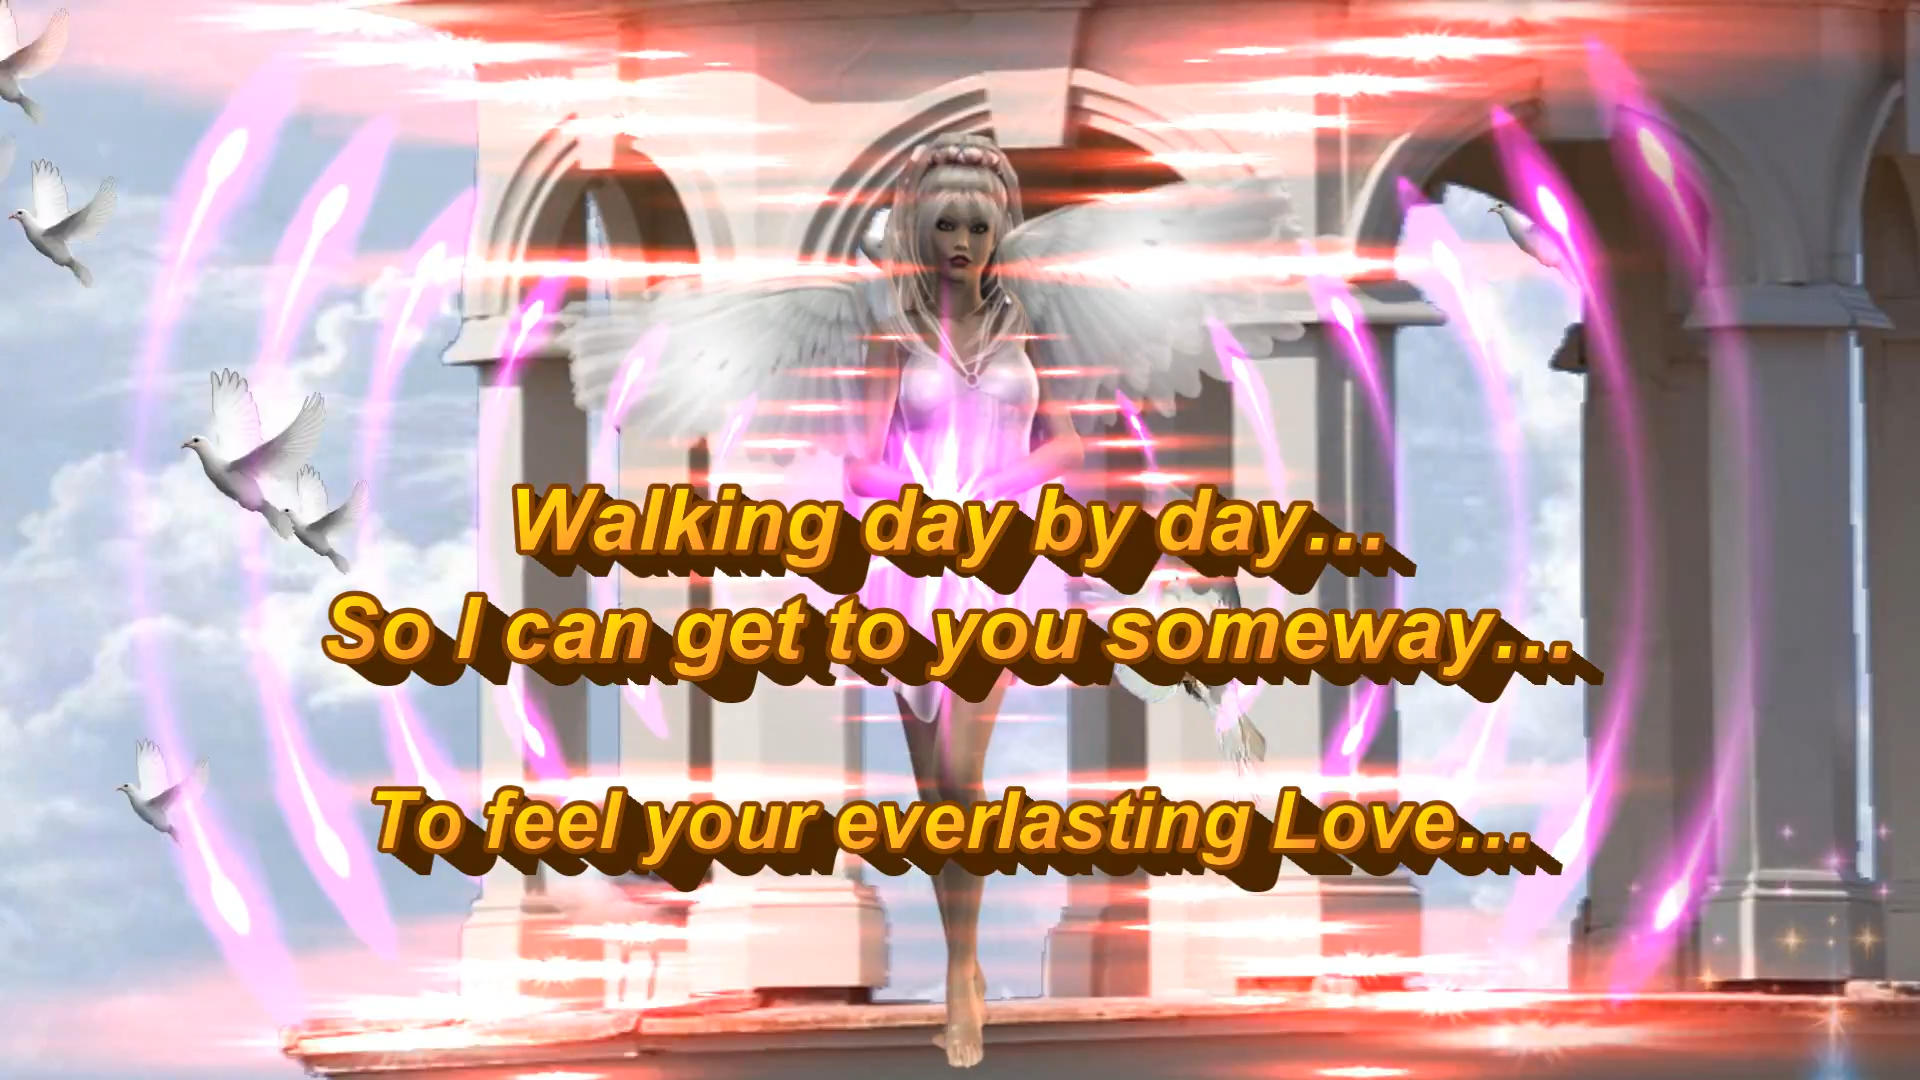 Walking day by day...
So I can get to you someway...
To feel your everlasting Love...